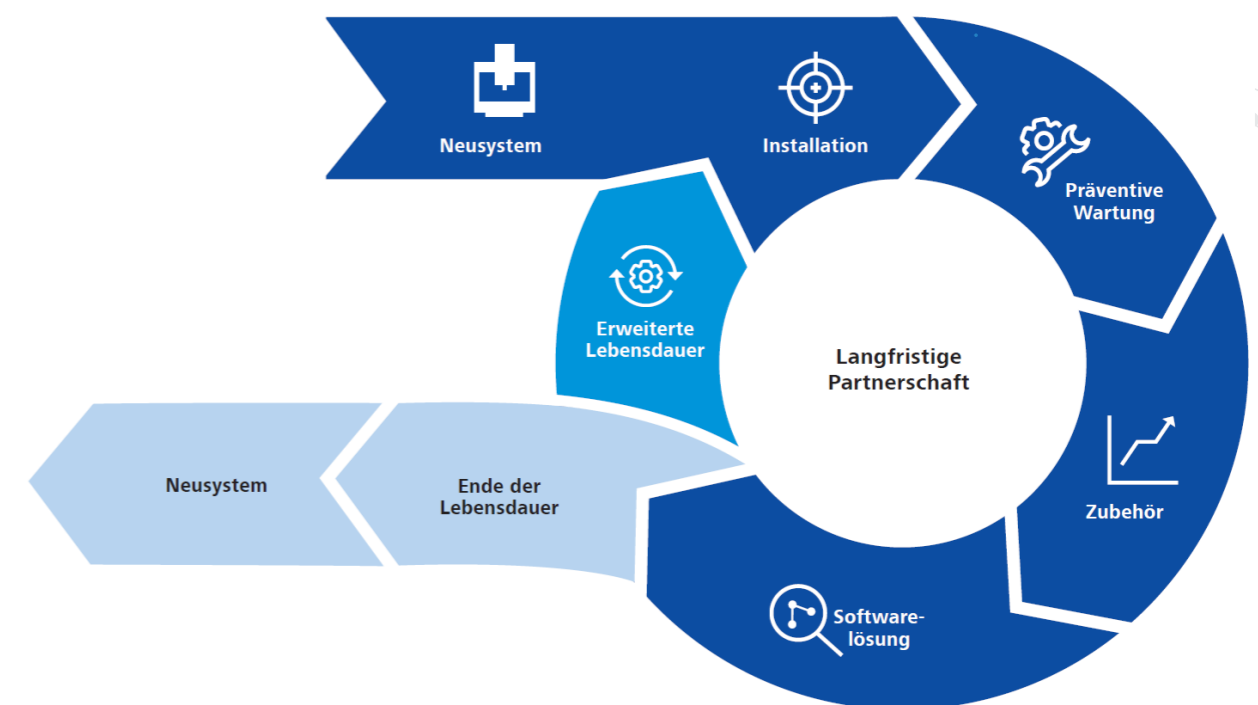 Neusystem
Installation
Präventive
Wartung
Zubehör
Software-
lösung
Ende der
Lebensdauer
Neusystem
Erweiterte
Lebensdauer
Langfristige
Partnerschaft